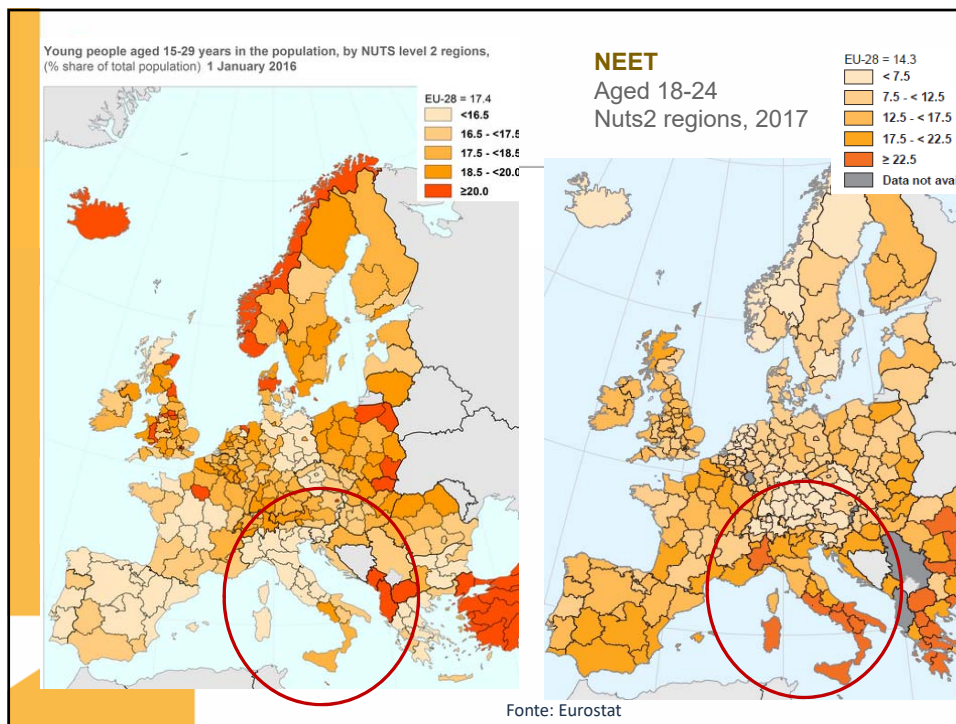 Young people aged 15-29 years in the population, by NUTS level 2 regions,
(% share of total population) 1 January 2016
EU-28 = 17.4
<16.5
16.5 - <17.5
17.5 - <18.5
18.5 - <20.0
≥20.0
NEET
Aged 18-24
Nuts2 regions, 2017
EU-28 = 14.3
< 7.5
7.5 - < 12.5
12.5 - < 17.5
17.5 - < 22.5
≥ 22.5
Data not avai
Fonte: Eurostat